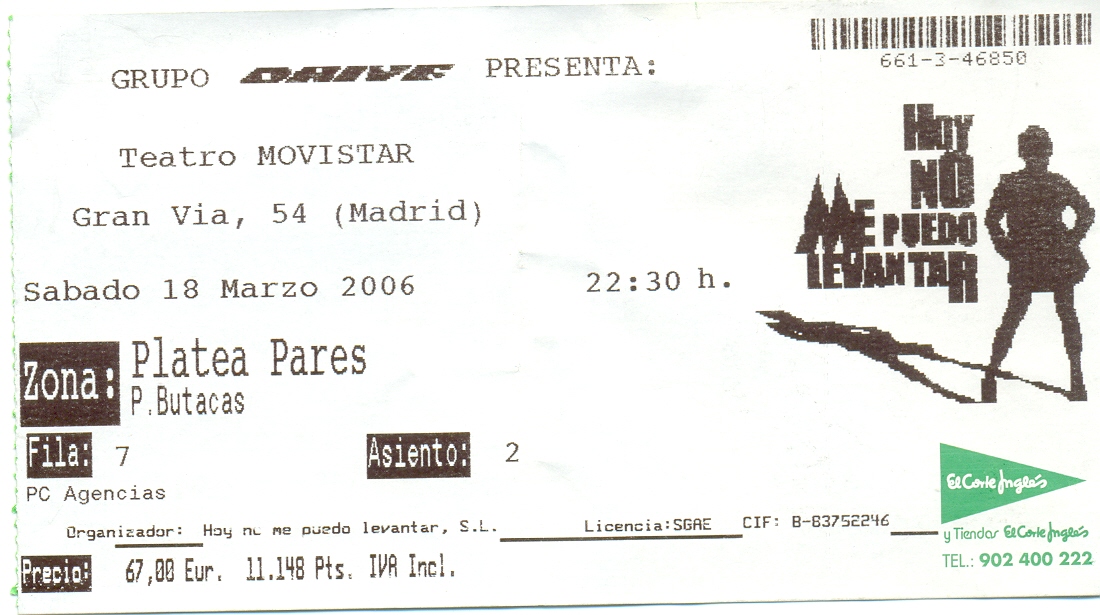 661-3-46850
GRUPO DRIVE PRESENTA:
HOY
NO
ME PUEDO
LEVANTAR
Teatro MOVISTAR
Gran Via, 54 (Madrid)
Sabado 18 Marzo 2006 22:30 h.
Zona: Platea Pares
P.Butacas
Fila: 7 Asiento: 2
PC Agencias
El Corte Inglés
Organizador: Hoy no me puedo levantar, S.L. Licencia:SGAE CIF: B-83752246
y Tiendas El Corte Inglés
TEL.: 902 400 222
Precio: 67,00 Eur. 11.148 Pts. IVA Incl.